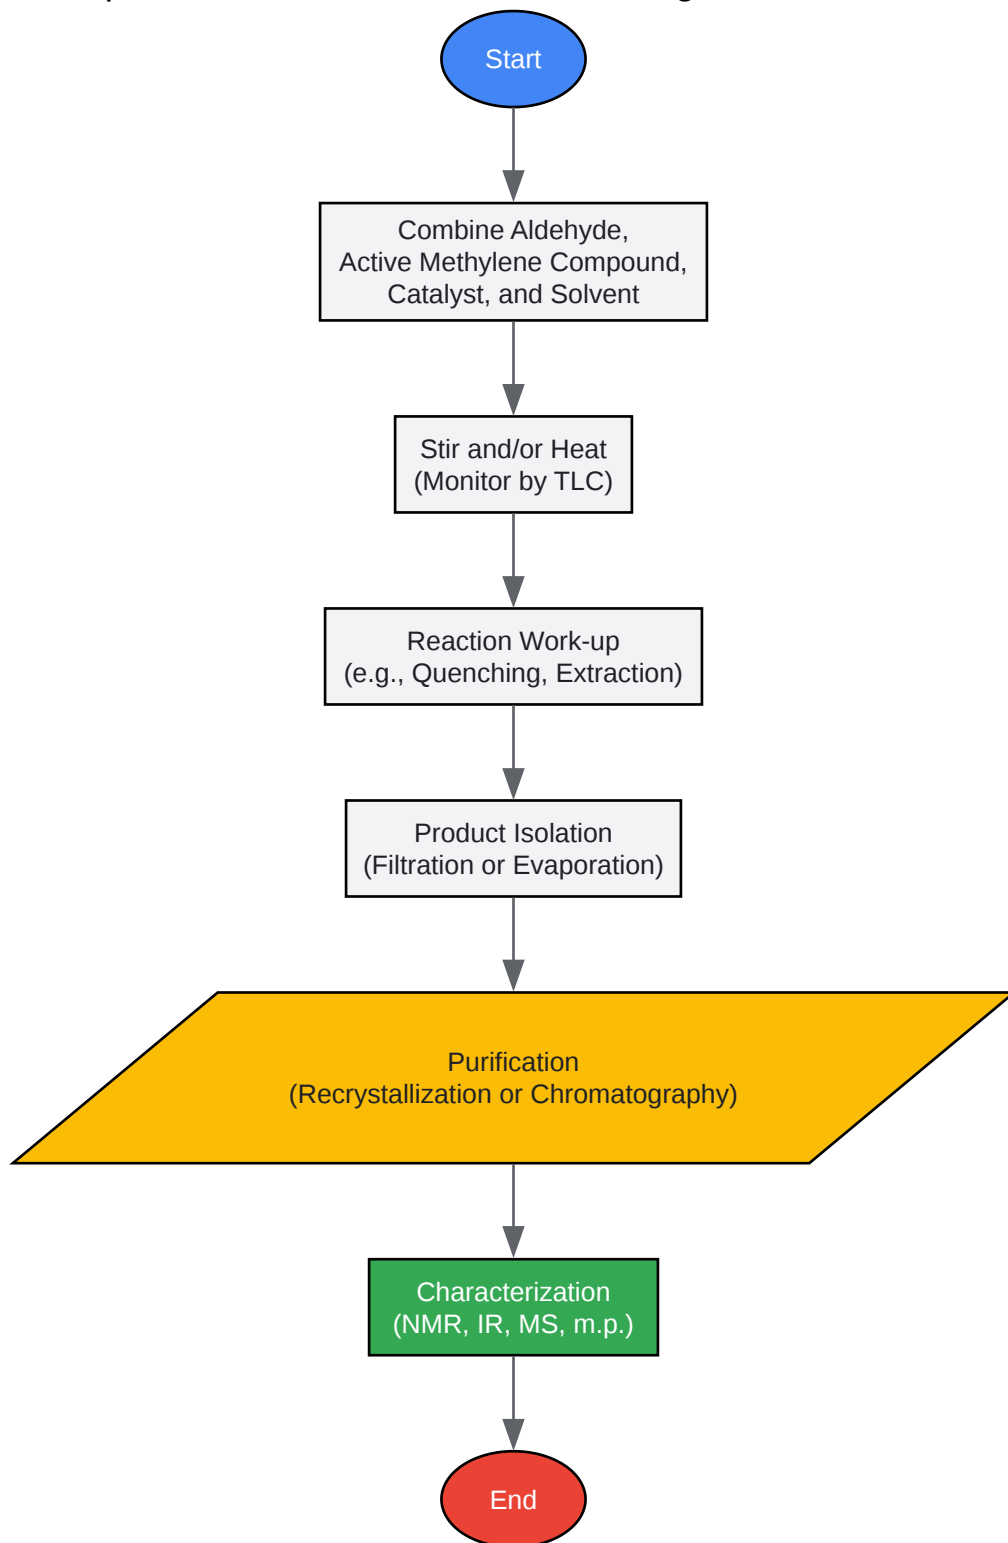 Start
Combine Aldehyde,
Active Methylene Compound,
Catalyst, and Solvent
Stir and/or Heat
(Monitor by TLC)
Reaction Work-up
(e.g., Quenching, Extraction)
Product Isolation
(Filtration or Evaporation)
Purification
(Recrystallization or Chromatography)
Characterization
(NMR, IR, MS, m.p.)
End